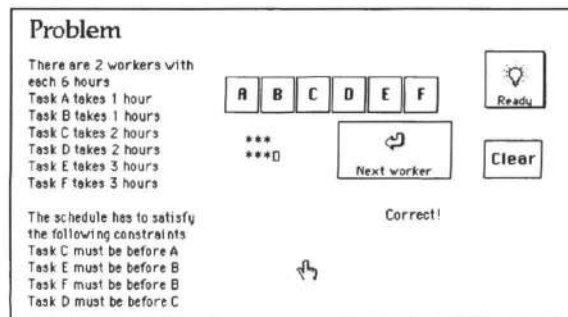 Problem
There are 2 workers with
each 6 hours
Task A takes 1 hour
Task B takes 1 hours
Task C takes 2 hours
Task D takes 2 hours
Task E takes 3 hours
Task F takes 3 hours
The schedule has to satisfy
the following constraints
Task C must be before A
Task E must be before B
Task F must be before B
Task D must be before C
A B C D E F
***
***
Next worker
Correct!
Ready
Clear